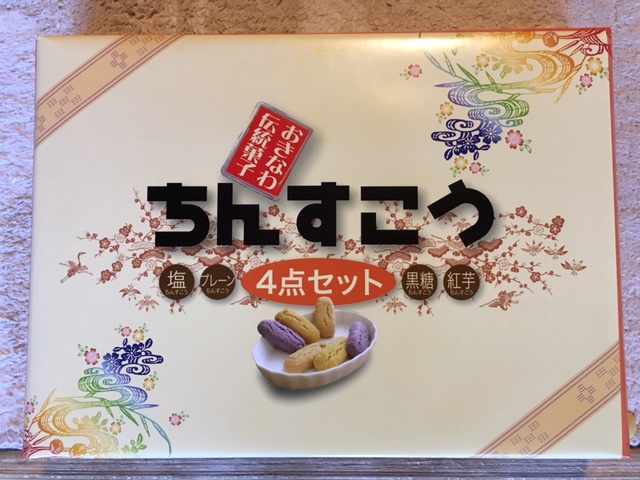 おきなわ
伝統菓子
ちんすこう
塩
ちんすこう
プレーン
ちんすこう
4点セット
黒糖
ちんすこう
紅芋
ちんすこう